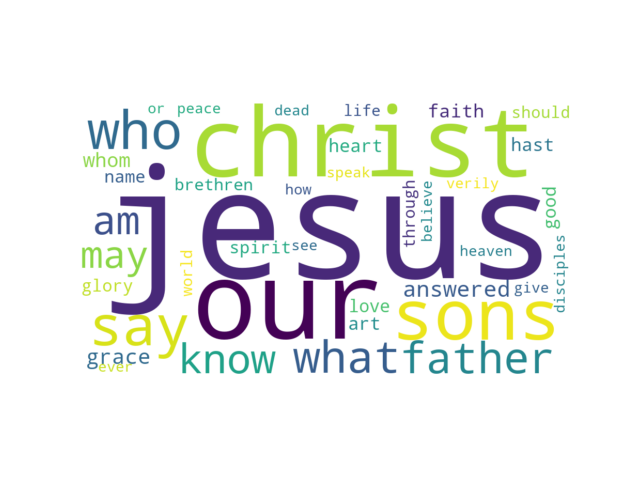 or peace dead life faith should
who christ
heart hast
whom
name speak
brethren how verily
jesus
through believe good
am
may spirit see heaven
world
glory our answered give disciples
love sons
say art
grace know what father
ever